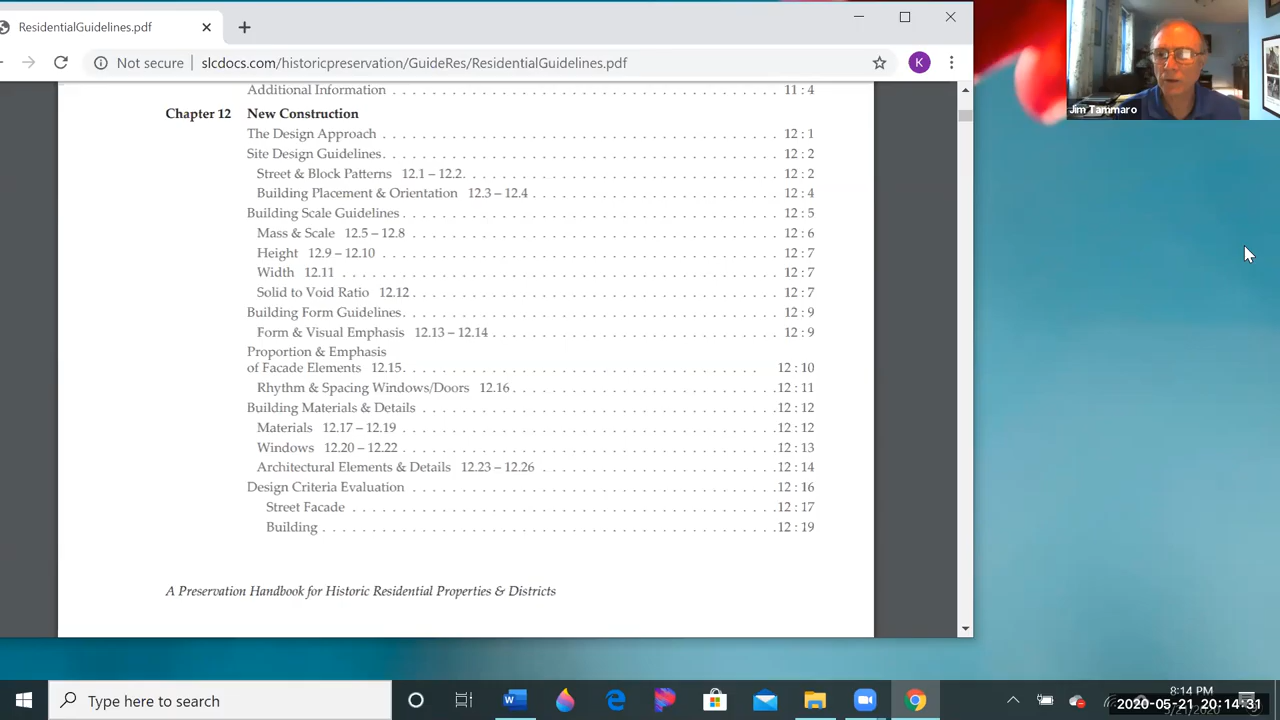 ResidentialGuidelines.pdf
Not secure
slcdocs.com/historicpreservation/GuideRes/ResidentialGuidelines.pdf
K
Jim Tammaro
Additional Information 11 : 4
Chapter 12 New Construction
The Design Approach 12 : 1
Site Design Guidelines 12 : 2
Street & Block Patterns 12.1 – 12.2 12 : 2
Building Placement & Orientation 12.3 – 12.4 12 : 4
Building Scale Guidelines 12 : 5
Mass & Scale 12.5 – 12.8 12 : 6
Height 12.9 – 12.10 12 : 7
Width 12.11 12 : 7
Solid to Void Ratio 12.12 12 : 7
Building Form Guidelines 12 : 9
Form & Visual Emphasis 12.13 – 12.14 12 : 9
Proportion & Emphasis
of Facade Elements 12.15 12 : 10
Rhythm & Spacing Windows/Doors 12.16 12 : 11
Building Materials & Details 12 : 12
Materials 12.17 – 12.19 12 : 12
Windows 12.20 – 12.22 12 : 13
Architectural Elements & Details 12.23 – 12.26 12 : 14
Design Criteria Evaluation 12 : 16
Street Facade 12 : 17
Building 12 : 19
A Preservation Handbook for Historic Residential Properties & Districts
Type here to search
8:14 PM
2020-05-21 20:14:31